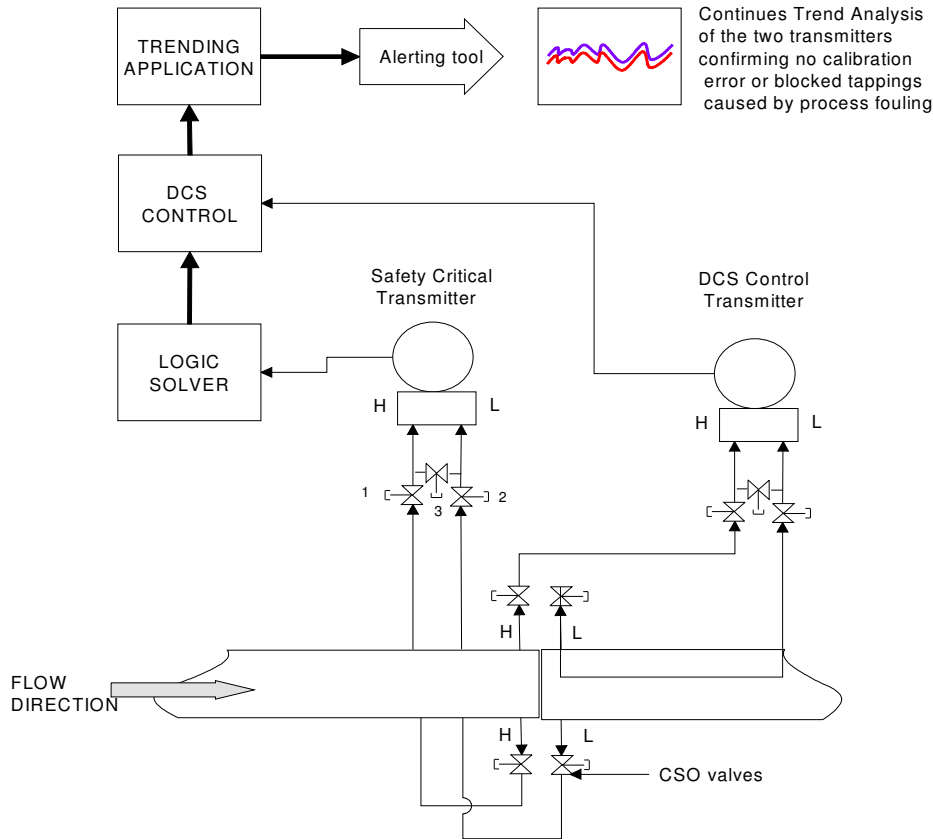 TRENDING
APPLICATION
Alerting tool
Continues Trend Analysis
of the two transmitters
confirming no calibration
error or blocked tappings
caused by process fouling
DCS
CONTROL
Safety Critical
Transmitter
DCS Control
Transmitter
LOGIC
SOLVER
H
L
H
L
1
2
3
H
L
FLOW
DIRECTION
H
L
CSO valves